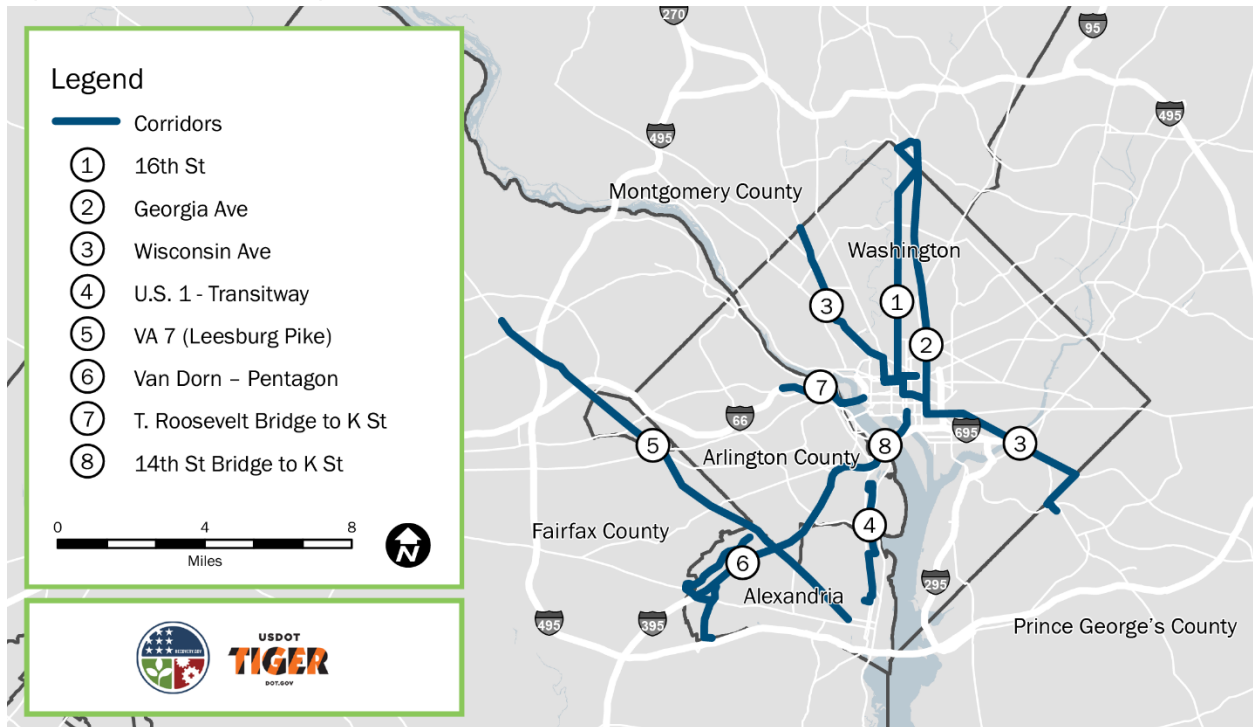 Legend
Corridors
1 16th St
2 Georgia Ave
3 Wisconsin Ave
4 U.S. 1 - Transitway
5 VA 7 (Leesburg Pike)
6 Van Dorn – Pentagon
7 T. Roosevelt Bridge to K St
8 14th St Bridge to K St
0 4 8
Miles
N
USDOT
TIGER
DOT.GOV
270
95
495
495
Montgomery County
Washington
1
3
2
7
66
695
3
5
8
Arlington County
4
Fairfax County
6
295
Alexandria
495
395
Prince George's County